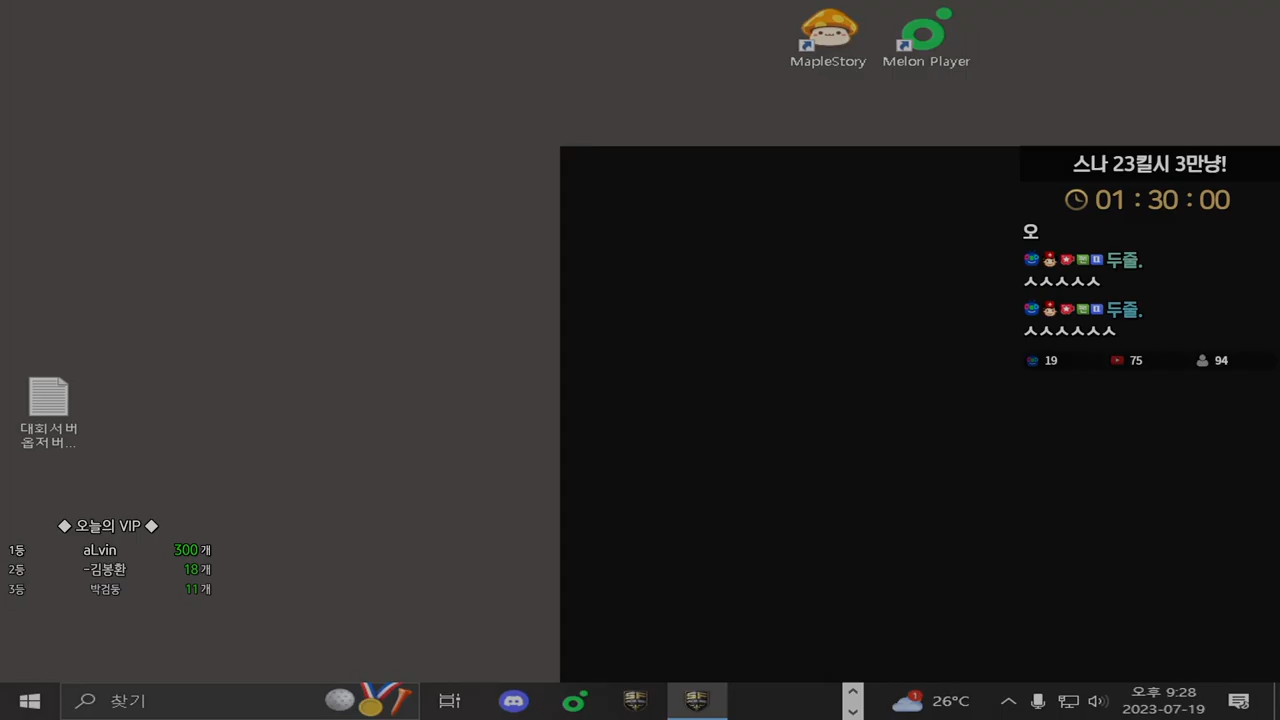 MapleStory
Melon Player
스나 23킬시 3만냥!
01 : 30 : 00
오
두줄.
ㅅㅅㅅㅅㅅ
두줄.
ㅅㅅㅅㅅㅅㅅ
19 75 94
대회서버
옵저버...
◆ 오늘의 VIP ◆
1등 aLvin 300개
2등 -김봉환 18개
3등 박검둥 11개
찾기
1
26°C
오후 9:28
2023-07-19